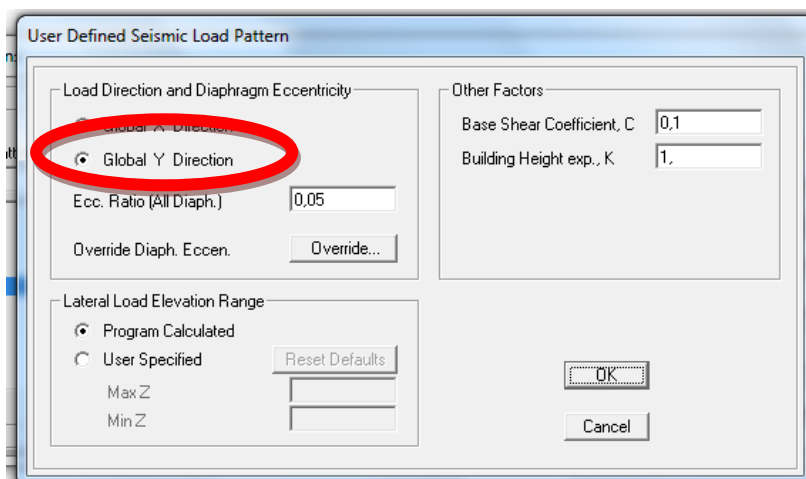 User Defined Seismic Load Pattern
Load Direction and Diaphragm Eccentricity
Global X Direction
Global Y Direction
Ecc. Ratio (All Diaph.) 0,05
Override Diaph. Eccen. Override...
Other Factors
Base Shear Coefficient, C 0,1
Building Height exp., K 1,
Lateral Load Elevation Range
Program Calculated
User Specified Reset Defaults
Max Z
Min Z
OK
Cancel